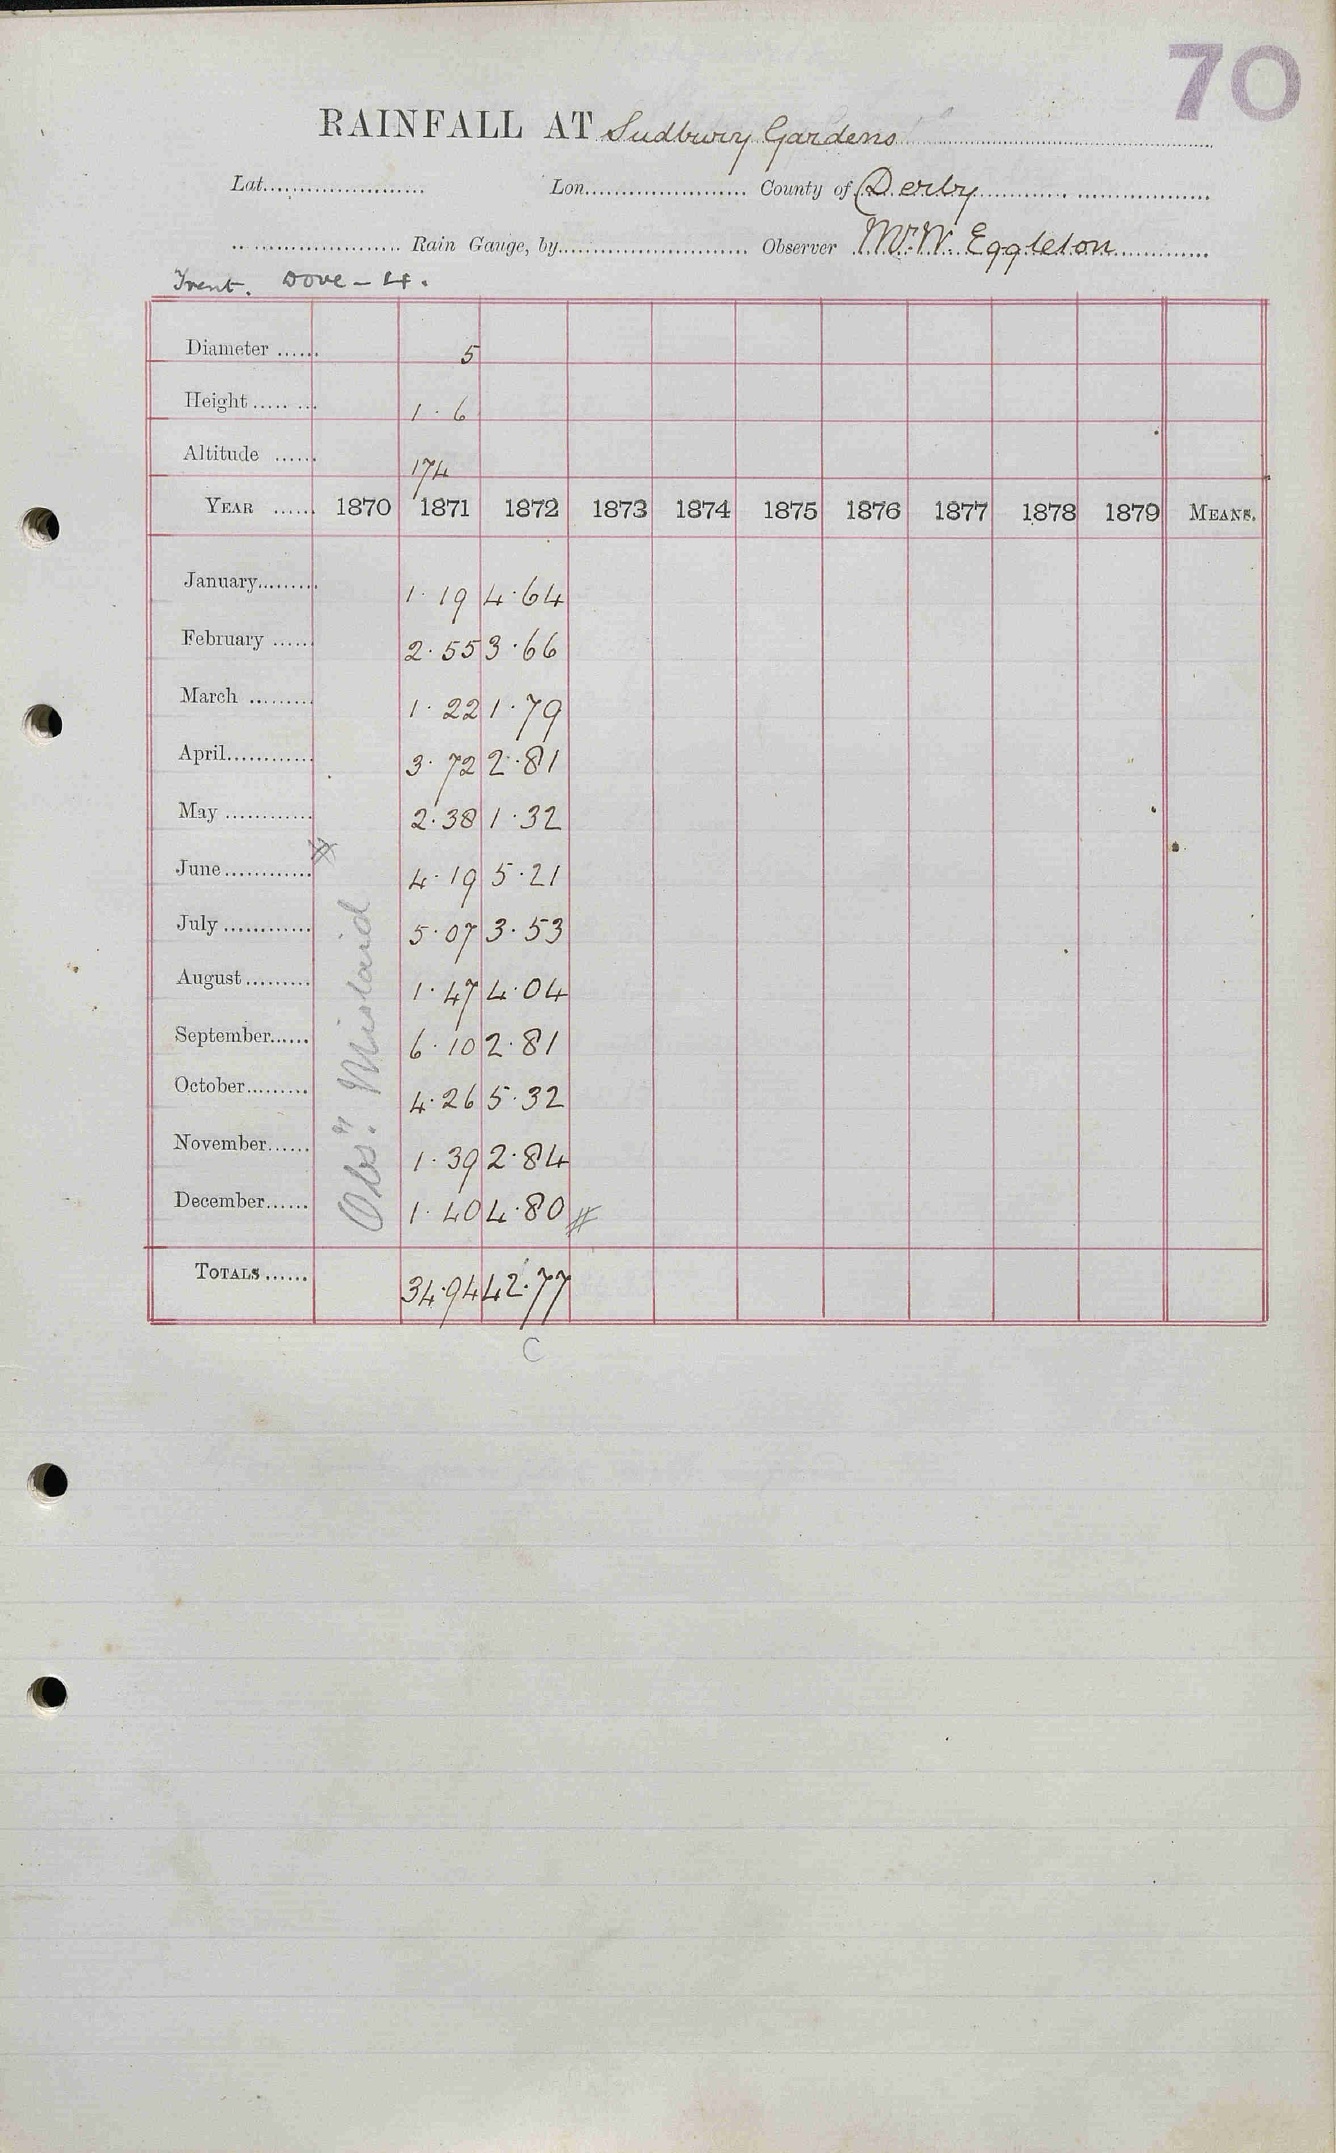 70
RAINFALL AT Sudbury Gardens
Lat. Lon. County of Derby
Rain Gauge, by Observer Mr. W. Eggleton
Trent. Dove - 4.
Diameter 5
Height 1 . 6
Altitude 174
YEAR 1870 1871 1872 1873 1874 1875 1876 1877 1878 1879 MEANS.
January 1.19 4.64
February 2.55 3.66
March 1.22 1.79
April 3.72 2.81
May 2.38 1.32
June 4.19 5.21
July 5.07 3.53
August 1.47 4.04
September 6.10 2.81
October 4.26 5.32
November 1.39 2.84
December 1.40 4.80 #
Obsn. Mislaid
TOTALS 34.94 42.77
C